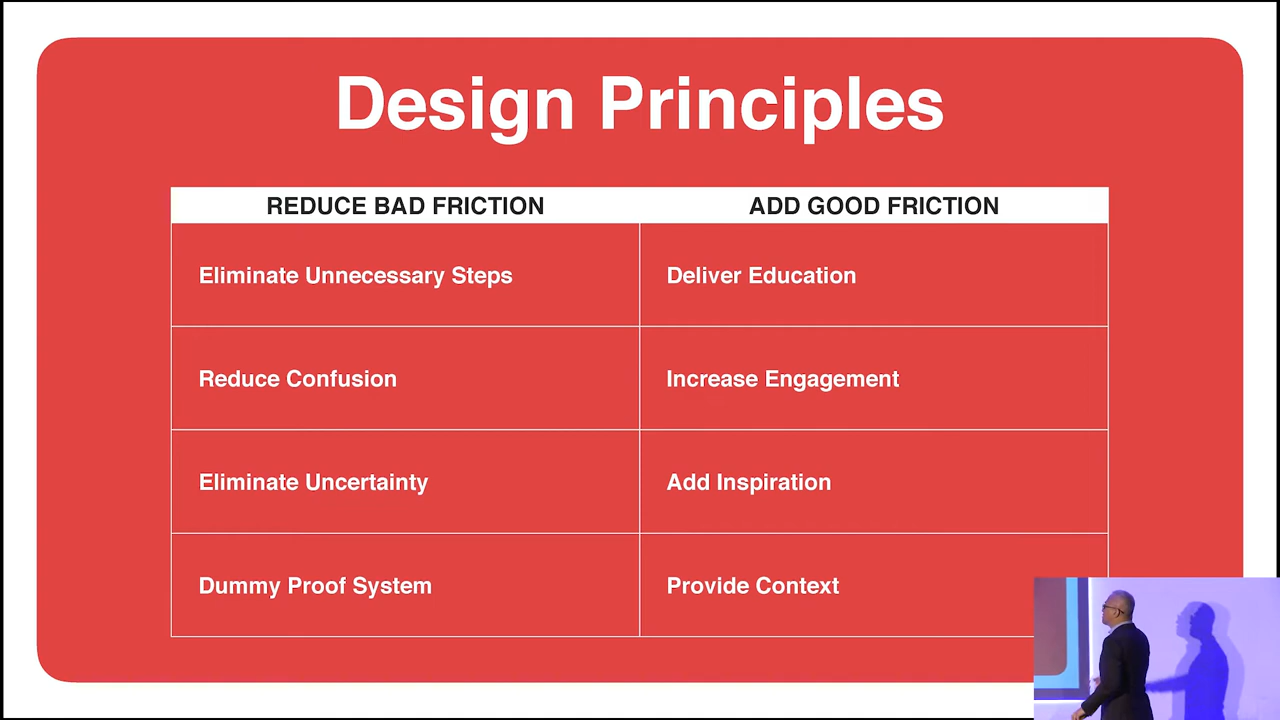 Design Principles
REDUCE BAD FRICTION
ADD GOOD FRICTION
Eliminate Unnecessary Steps
Deliver Education
Reduce Confusion
Increase Engagement
Eliminate Uncertainty
Add Inspiration
Dummy Proof System
Provide Context